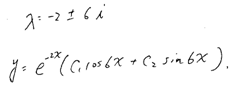 λ = -2 ± 6i
y = e^{-2x}(C₁ cos 6x + C₂ sin 6x).